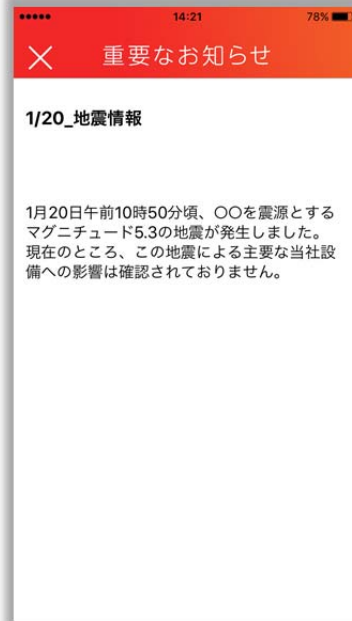 14:21
78%
重要なお知らせ
1/20_地震情報
1月20日午前10時50分頃、〇〇を震源とする
マグニチュード5.3の地震が発生しました。
現在のところ、この地震による主要な当社設
備への影響は確認されておりません。